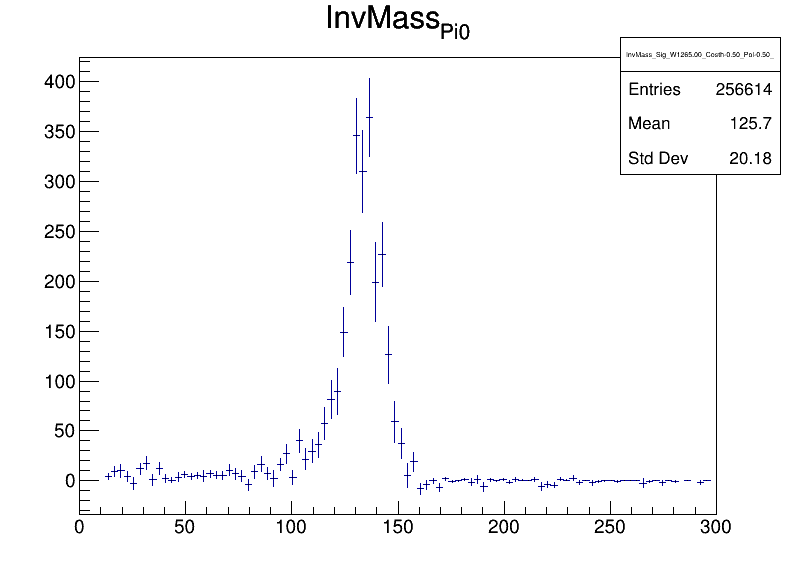 InvMass_Pi0
InvMass_Sig_W1265.00_Costh-0.50_Pol-0.50_
Entries 256614
Mean 125.7
Std Dev 20.18
400
350
300
250
200
150
100
50
0
0 50 100 150 200 250 300